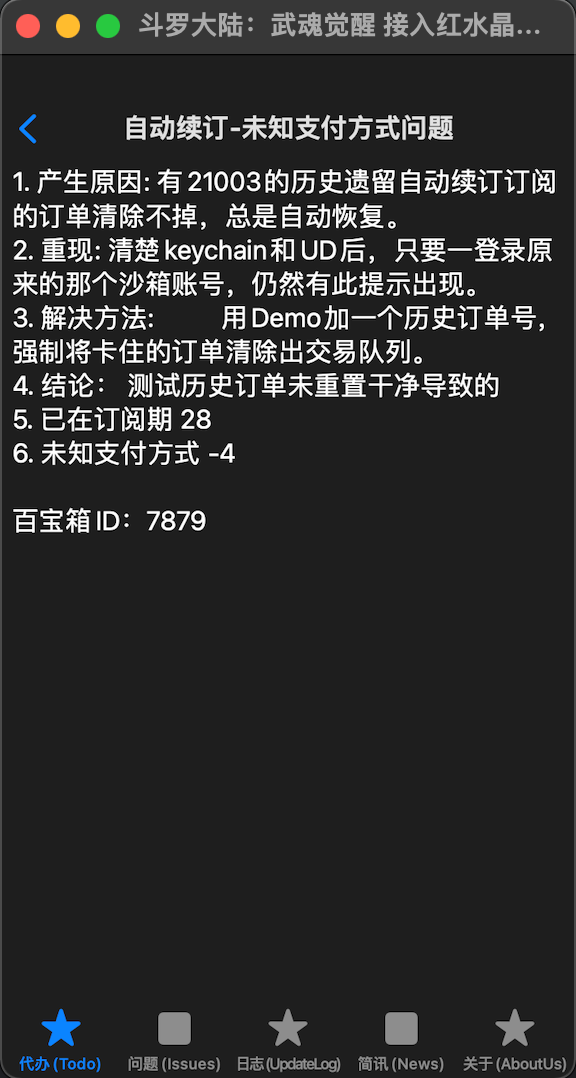 斗罗大陆：武魂觉醒 接入红水晶...
自动续订-未知支付方式问题
1. 产生原因: 有21003的历史遗留自动续订订阅
的订单清除不掉，总是自动恢复。
2. 重现: 清楚keychain和UD后，只要一登录原
来的那个沙箱账号，仍然有此提示出现。
3. 解决方法: 用Demo加一个历史订单号，
强制将卡住的订单清除出交易队列。
4. 结论： 测试历史订单未重置干净导致的
5. 已在订阅期 28
6. 未知支付方式 -4
百宝箱ID：7879
代办(Todo) 问题(Issues) 日志(UpdateLog) 简讯(News) 关于(AboutUs)